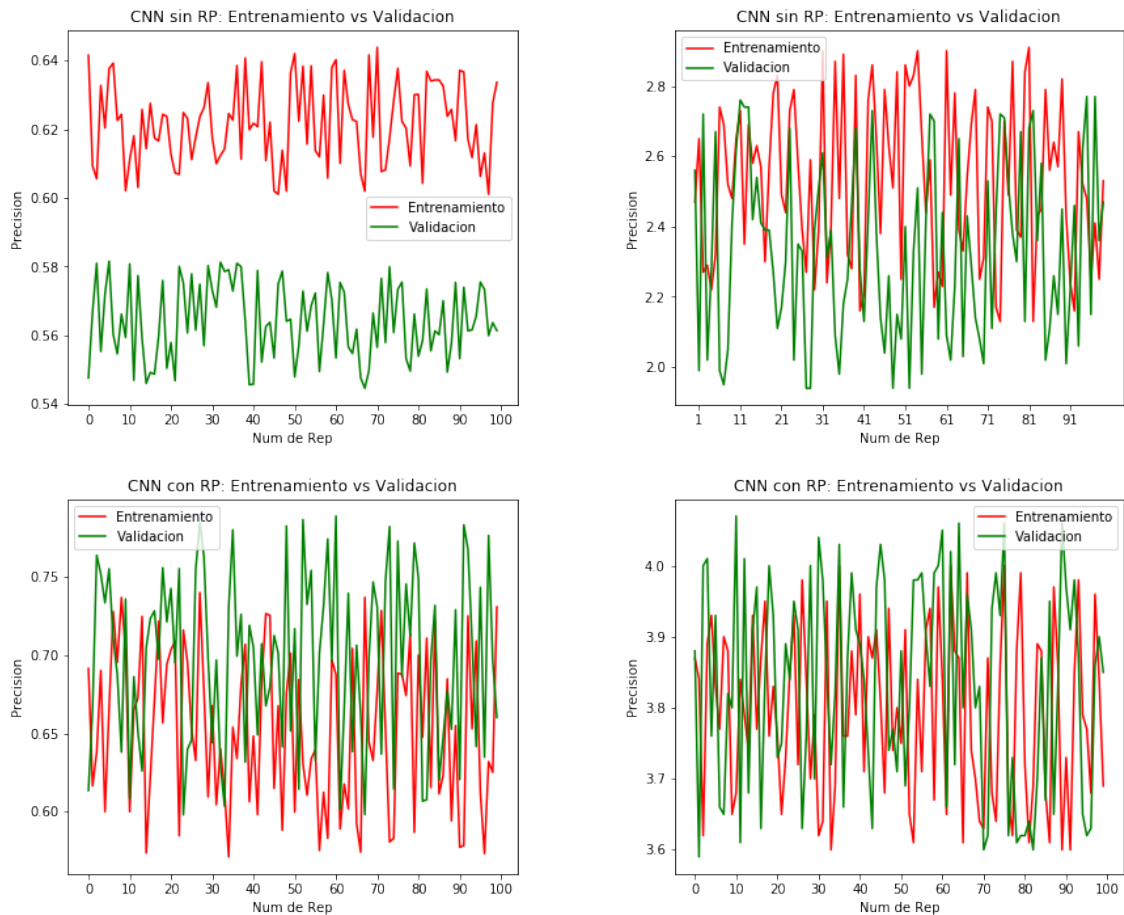 CNN sin RP: Entrenamiento vs Validacion
Precision
0.64
0.62
0.60
0.58
0.56
0.54
Entrenamiento
Validacion
0 10 20 30 40 50 60 70 80 90 100
Num de Rep
CNN sin RP: Entrenamiento vs Validacion
Precision
2.8
2.6
2.4
2.2
2.0
Entrenamiento
Validacion
1 11 21 31 41 51 61 71 81 91
Num de Rep
CNN con RP: Entrenamiento vs Validacion
Precision
0.75
0.70
0.65
0.60
Entrenamiento
Validacion
0 10 20 30 40 50 60 70 80 90 100
Num de Rep
CNN con RP: Entrenamiento vs Validacion
Precision
4.0
3.9
3.8
3.7
3.6
Entrenamiento
Validacion
0 10 20 30 40 50 60 70 80 90 100
Num de Rep